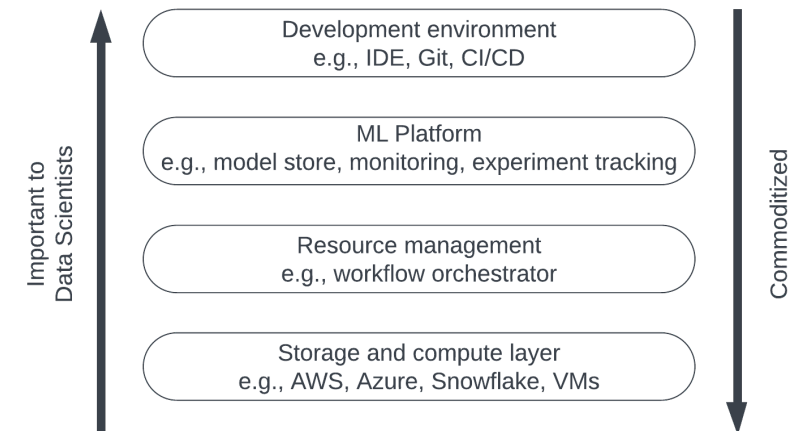 Development environment
e.g., IDE, Git, CI/CD
ML Platform
e.g., model store, monitoring, experiment tracking
Resource management
e.g., workflow orchestrator
Storage and compute layer
e.g., AWS, Azure, Snowflake, VMs
Important to
Data Scientists
Commoditized